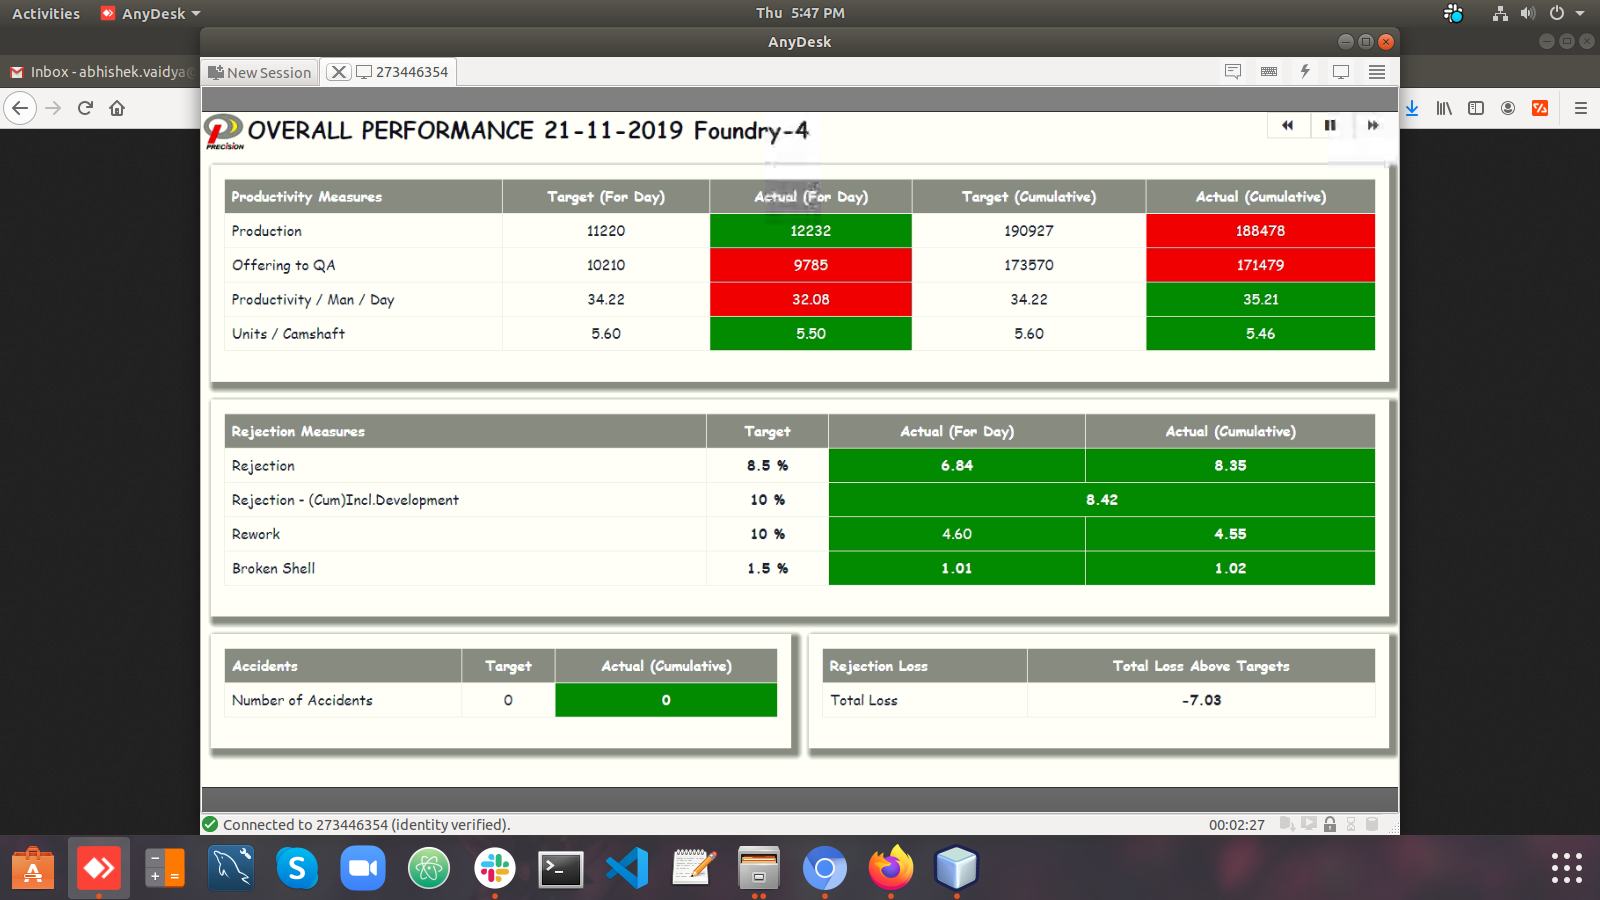 Activities AnyDesk Thu 5:47 PM
AnyDesk
Inbox - abhishek.vaidya@
New Session 273446354
PRECISION OVERALL PERFORMANCE 21-11-2019 Foundry-4
Productivity Measures Target (For Day) Actual (For Day) Target (Cumulative) Actual (Cumulative)
Production 11220 12232 190927 188478
Offering to QA 10210 9785 173570 171479
Productivity / Man / Day 34.22 32.08 34.22 35.21
Units / Camshaft 5.60 5.50 5.60 5.46
Rejection Measures Target Actual (For Day) Actual (Cumulative)
Rejection 8.5 % 6.84 8.35
Rejection - (Cum)Incl.Development 10 % 8.42
Rework 10 % 4.60 4.55
Broken Shell 1.5 % 1.01 1.02
Accidents Target Actual (Cumulative)
Number of Accidents 0 0
Rejection Loss Total Loss Above Targets
Total Loss -7.03
Connected to 273446354 (identity verified). 00:02:27